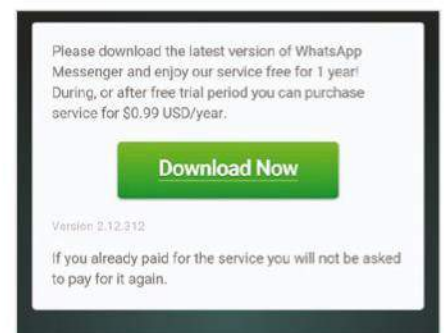 Please download the latest version of WhatsApp
Messenger and enjoy our service free for 1 year!
During, or after free trial period you can purchase
service for $0.99 USD/year.
Download Now
Version 2.12.312
If you already paid for the service you will not be asked
to pay for it again.